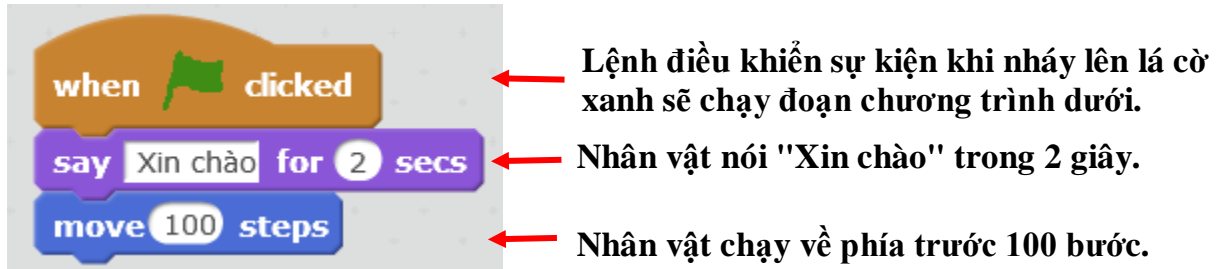 when clicked
Lệnh điều khiển sự kiện khi nháy lên lá cờ
xanh sẽ chạy đoạn chương trình dưới.
say Xin chào for 2 secs
Nhân vật nói "Xin chào" trong 2 giây.
move 100 steps
Nhân vật chạy về phía trước 100 bước.